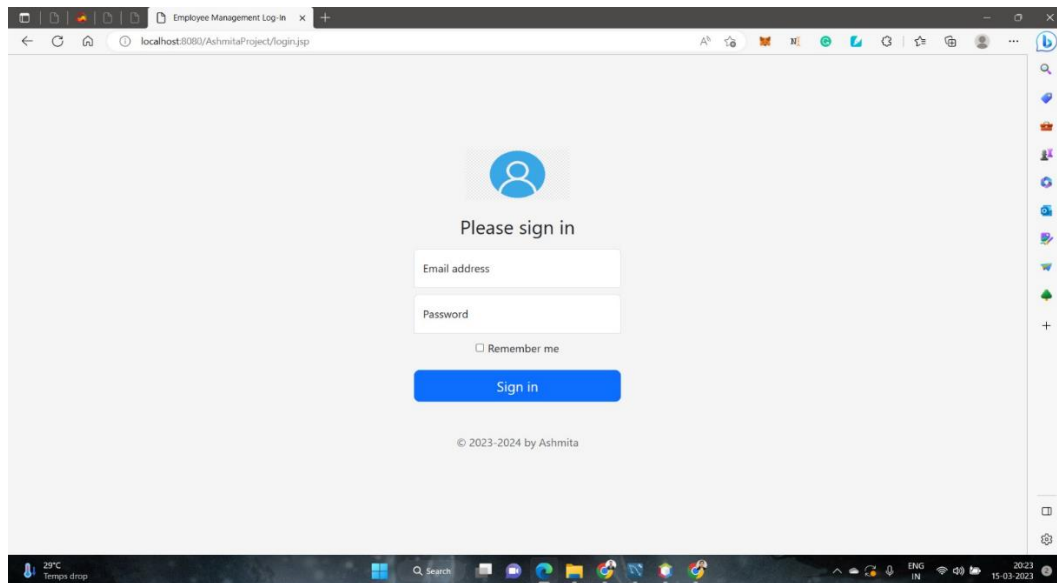 Employee Management Log-In
localhost:8080/AshmitaProject/login.jsp
Please sign in
Email address
Password
Remember me
Sign in
© 2023-2024 by Ashmita
29°C
Temps drop
Search
ENG
IN
20:23
15-03-2023